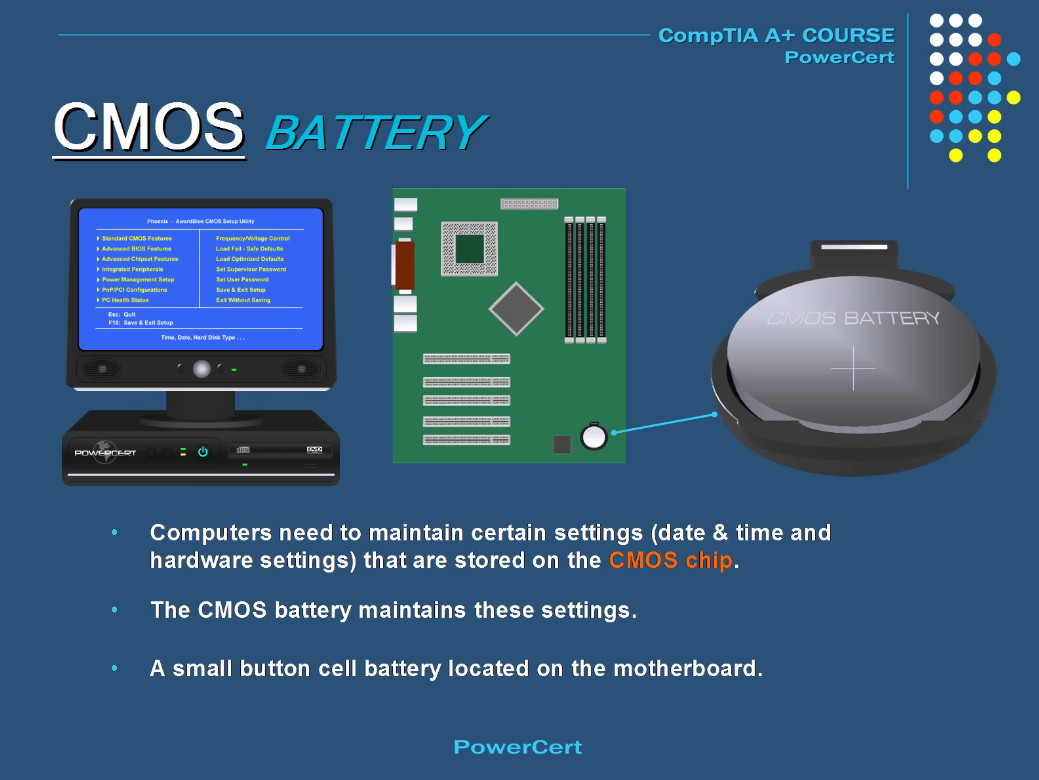 CompTIA A+ COURSE
PowerCert
CMOS BATTERY
Phoenix - AwardBios CMOS Setup Utility
Standard CMOS Features
Advanced BIOS Features
Advanced Chipset Features
Integrated Peripherals
Power Management Setup
PnP/PCI Configurations
PC Health Status
Frequency/Voltage Control
Load Fail - Safe Defaults
Load Optimized Defaults
Set Supervisor Password
Set User Password
Save & Exit Setup
Exit Without Saving
Esc: Quit
F10: Save & Exit Setup
Time, Date, Hard Disk Type . . .
POWERCERT
CMOS BATTERY
• Computers need to maintain certain settings (date & time and
hardware settings) that are stored on the CMOS chip.
• The CMOS battery maintains these settings.
• A small button cell battery located on the motherboard.
PowerCert